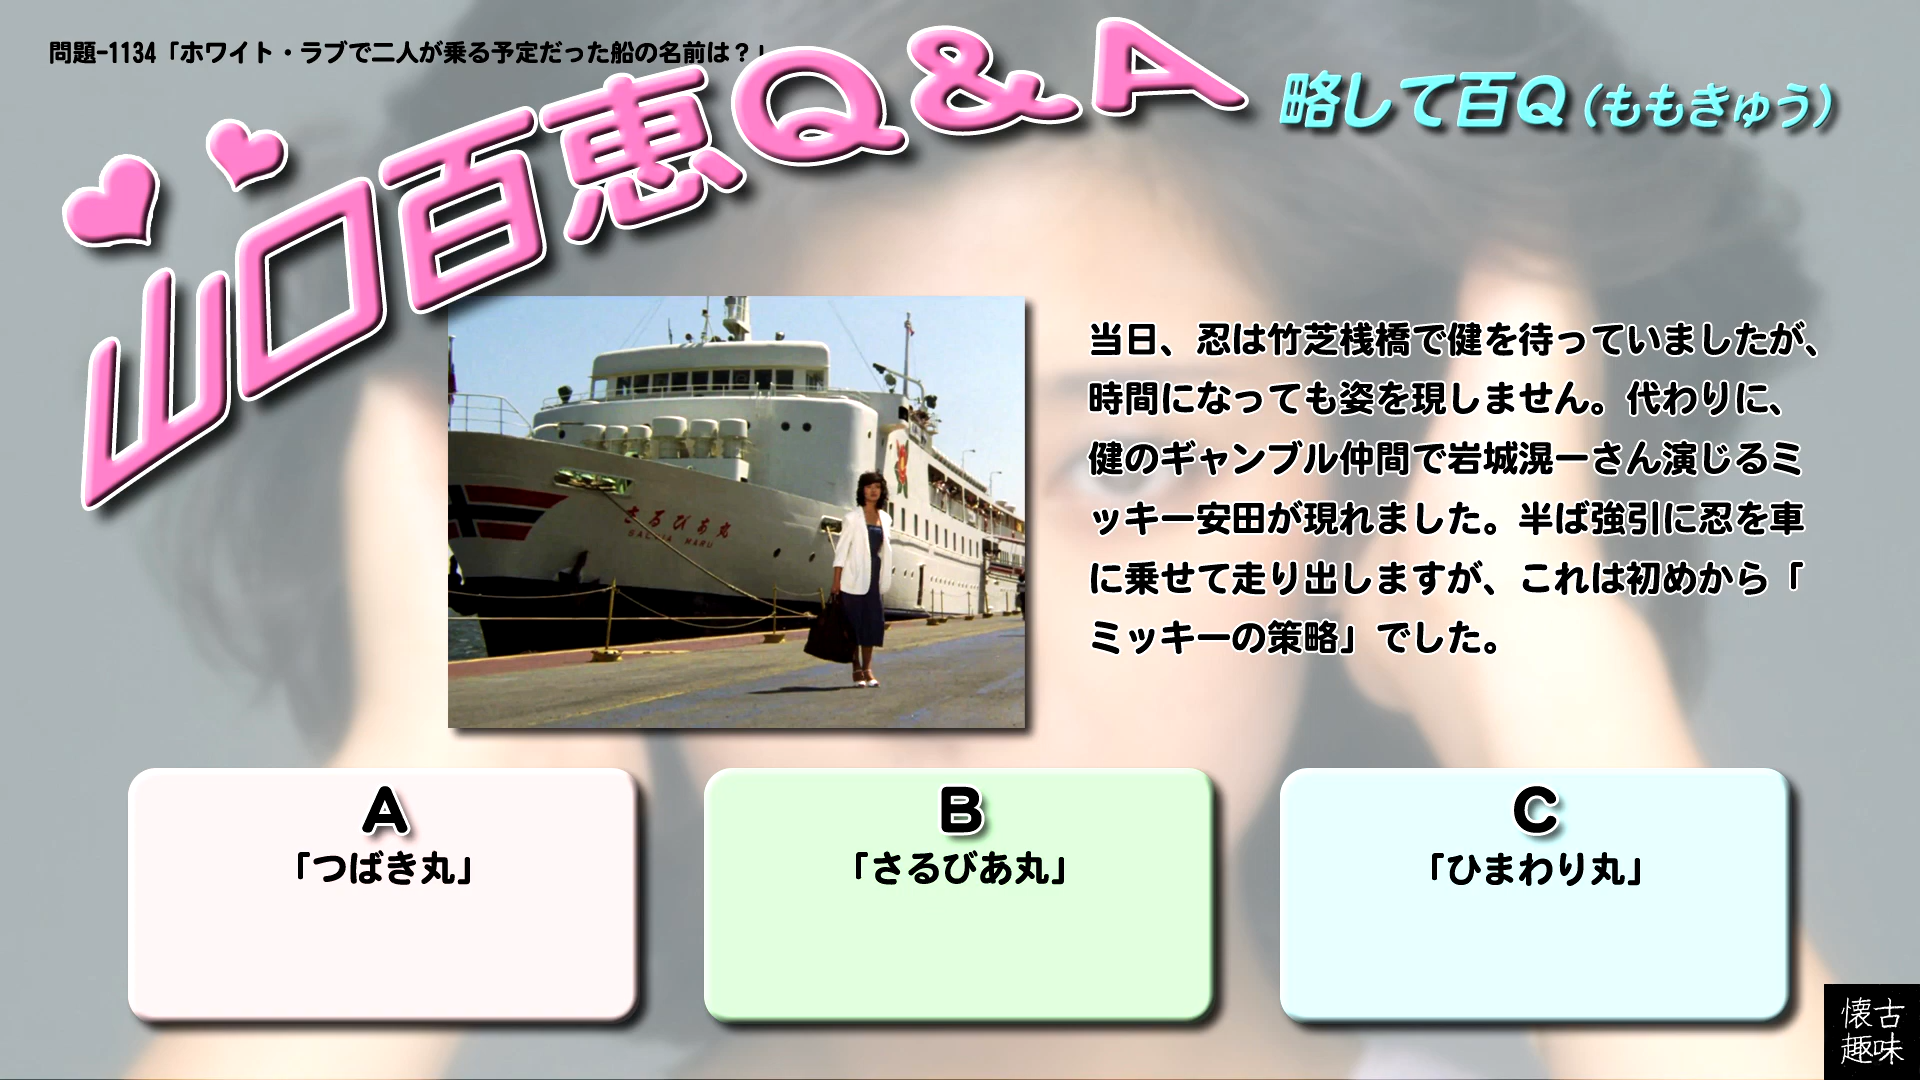 問題-1134「ホワイト・ラブで二人が乗る予定だった船の名前は？」
山口百恵Q&A
略して百Q（ももきゅう）
さるびあ丸
SALVIA MARU
当日、忍は竹芝桟橋で健を待っていましたが、
時間になっても姿を現しません。代わりに、
健のギャンブル仲間で岩城滉一さん演じるミ
ッキー安田が現れました。半ば強引に忍を車
に乗せて走り出しますが、これは初めから「
ミッキーの策略」でした。
A
「つばき丸」
B
「さるびあ丸」
C
「ひまわり丸」
懐古
趣味